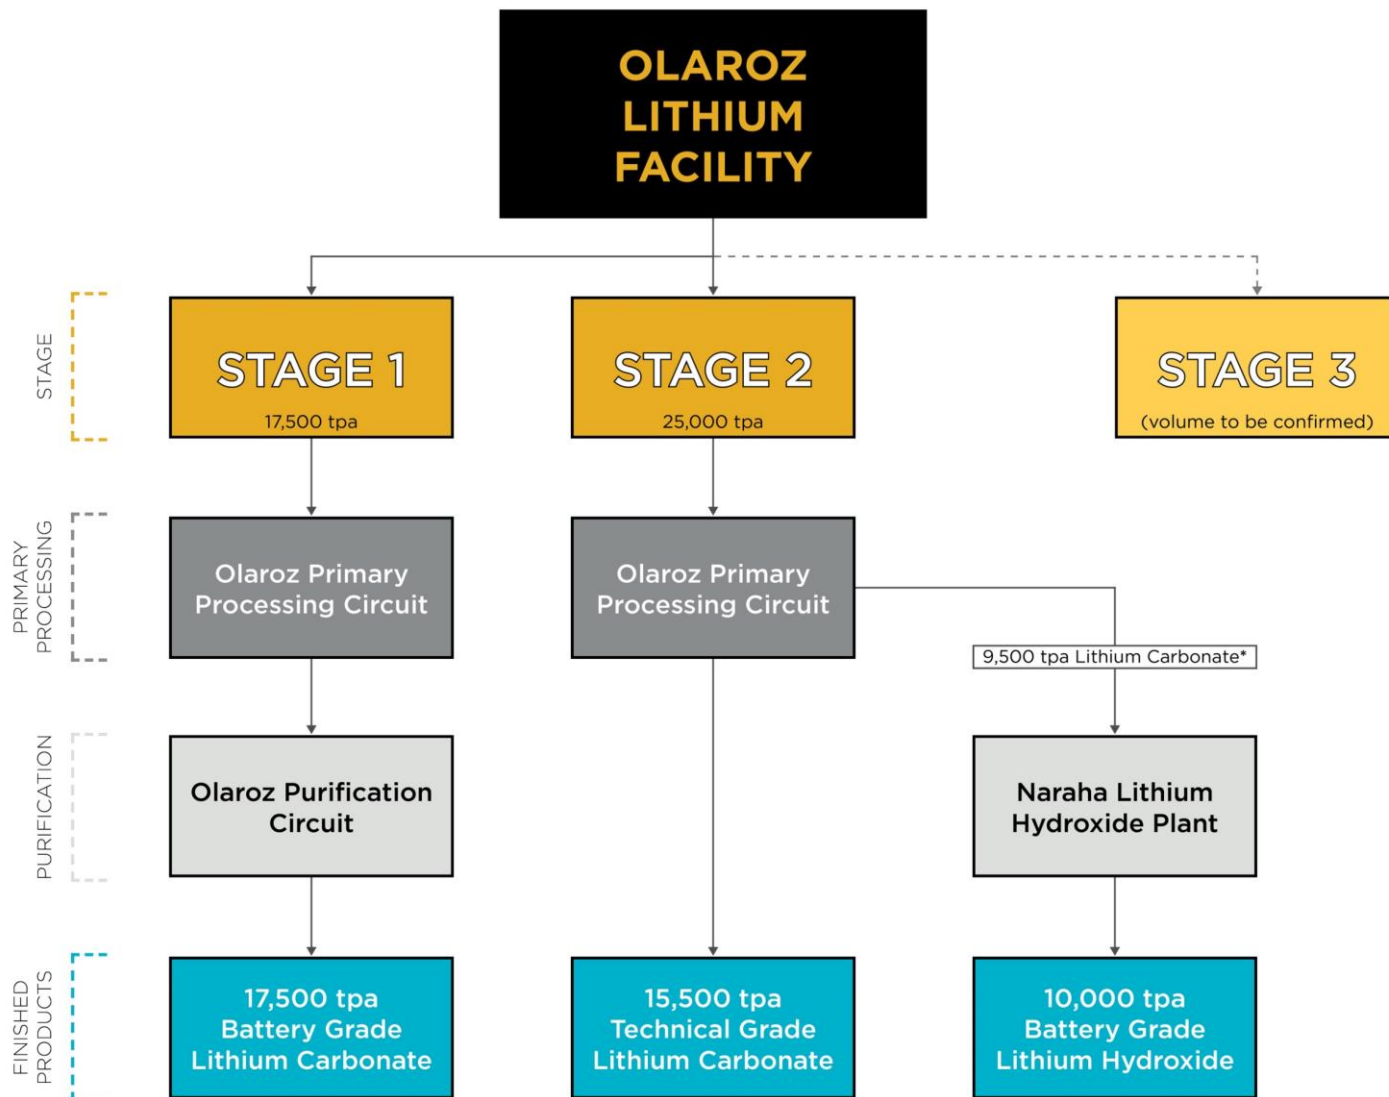 OLAROZ
LITHIUM
FACILITY
STAGE
STAGE 1
17,500 tpa
STAGE 2
25,000 tpa
STAGE 3
(volume to be confirmed)
PRIMARY
PROCESSING
Olaroz Primary
Processing Circuit
Olaroz Primary
Processing Circuit
9,500 tpa Lithium Carbonate*
PURIFICATION
Olaroz Purification
Circuit
Naraha Lithium
Hydroxide Plant
FINISHED
PRODUCTS
17,500 tpa
Battery Grade
Lithium Carbonate
15,500 tpa
Technical Grade
Lithium Carbonate
10,000 tpa
Battery Grade
Lithium Hydroxide